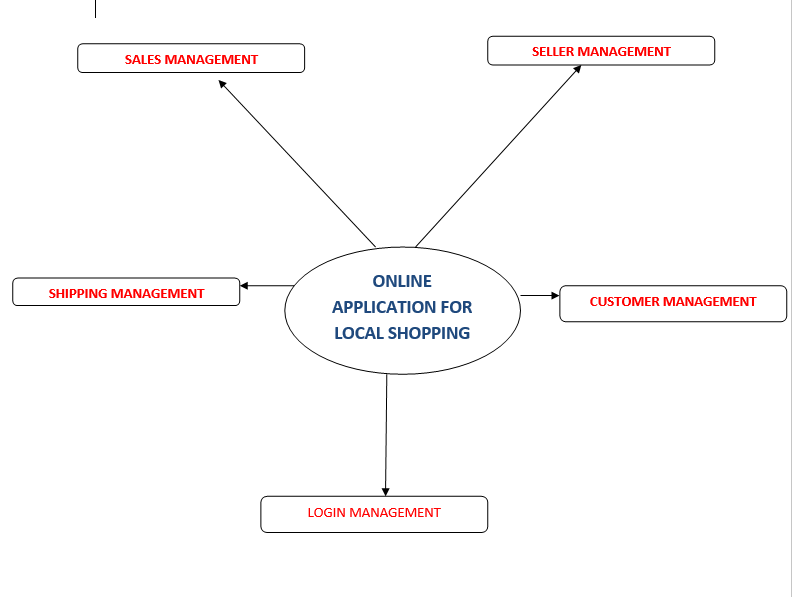 SALES MANAGEMENT
SELLER MANAGEMENT
ONLINE
APPLICATION FOR
LOCAL SHOPPING
SHIPPING MANAGEMENT
CUSTOMER MANAGEMENT
LOGIN MANAGEMENT